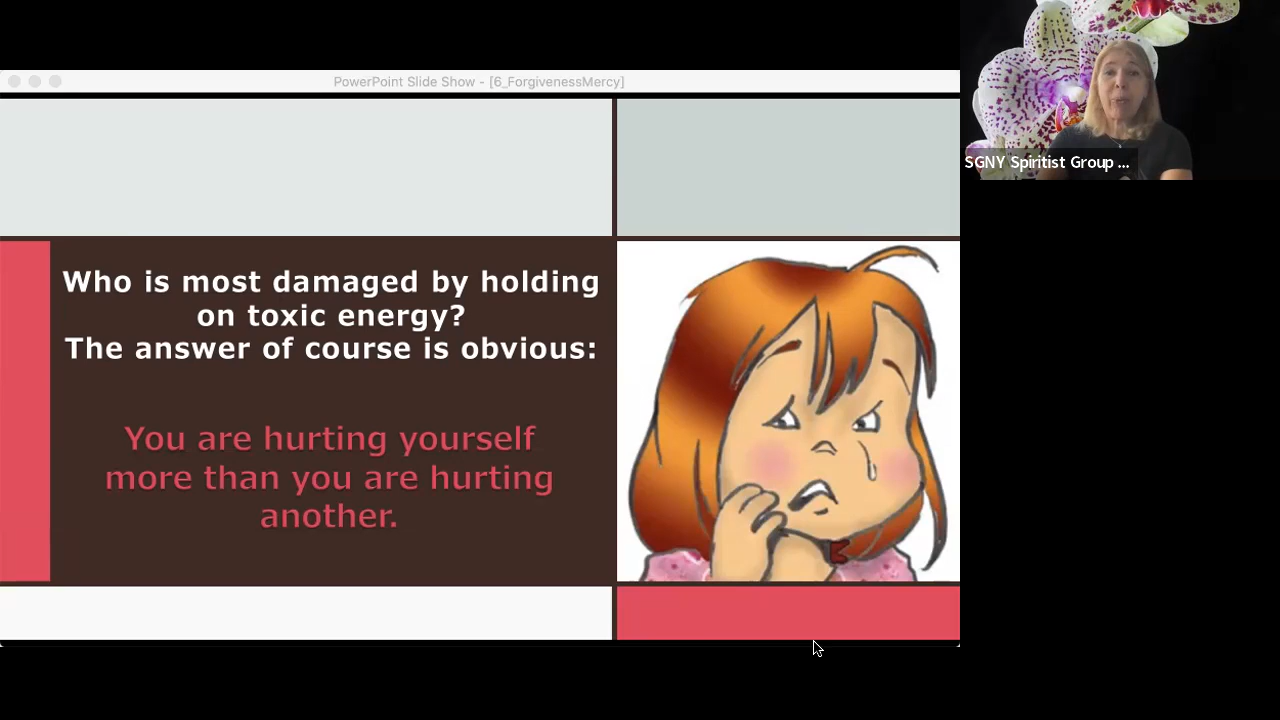 PowerPoint Slide Show - [6_ForgivenessMercy]
SGNY Spiritist Group ...
Who is most damaged by holding
on toxic energy?
The answer of course is obvious:
You are hurting yourself
more than you are hurting
another.